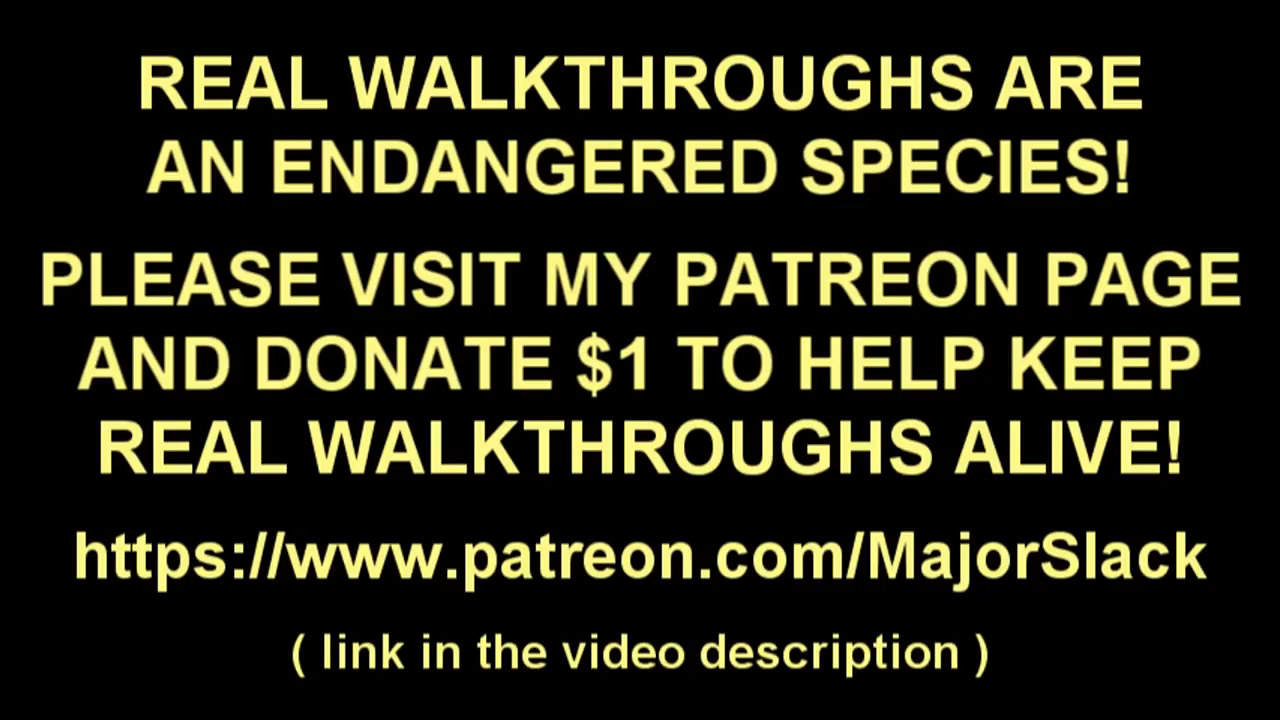 REAL WALKTHROUGHS ARE
AN ENDANGERED SPECIES!
PLEASE VISIT MY PATREON PAGE
AND DONATE $1 TO HELP KEEP
REAL WALKTHROUGHS ALIVE!
https://www.patreon.com/MajorSlack
( link in the video description )